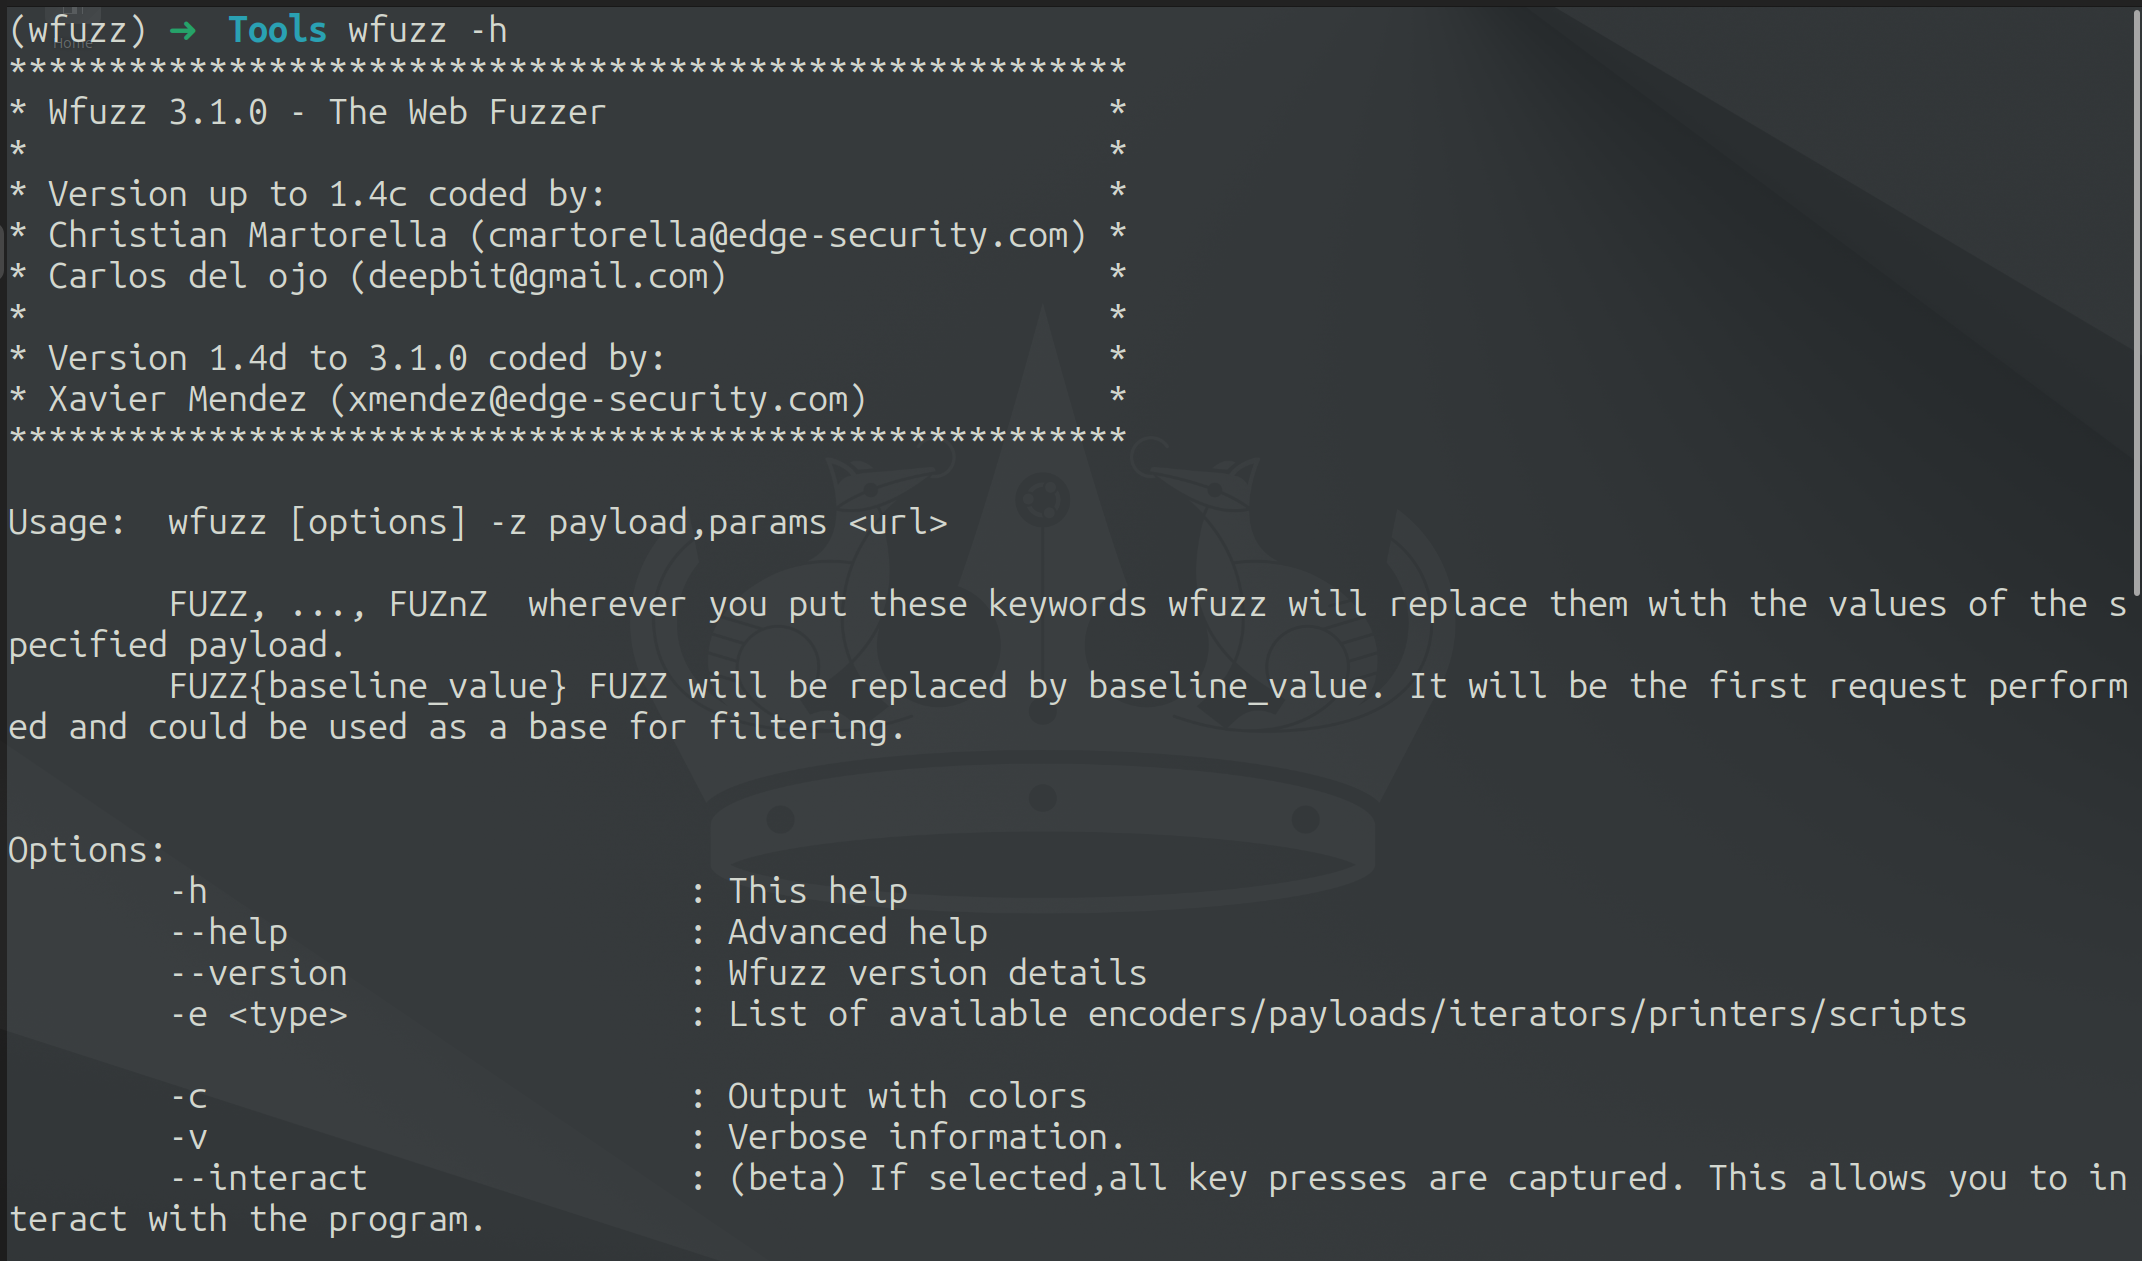 (wfuzz) ➜  Tools wfuzz -h
Home
********************************************************
* Wfuzz 3.1.0 - The Web Fuzzer                         *
*                                                      *
* Version up to 1.4c coded by:                         *
* Christian Martorella (cmartorella@edge-security.com) *
* Carlos del ojo (deepbit@gmail.com)                   *
*                                                      *
* Version 1.4d to 3.1.0 coded by:                      *
* Xavier Mendez (xmendez@edge-security.com)            *
********************************************************

Usage:  wfuzz [options] -z payload,params <url>

        FUZZ, ..., FUZnZ  wherever you put these keywords wfuzz will replace them with the values of the s
pecified payload.
        FUZZ{baseline_value} FUZZ will be replaced by baseline_value. It will be the first request perform
ed and could be used as a base for filtering.


Options:
        -h                        : This help
        --help                    : Advanced help
        --version                 : Wfuzz version details
        -e <type>                 : List of available encoders/payloads/iterators/printers/scripts

        -c                        : Output with colors
        -v                        : Verbose information.
        --interact                : (beta) If selected,all key presses are captured. This allows you to in
teract with the program.